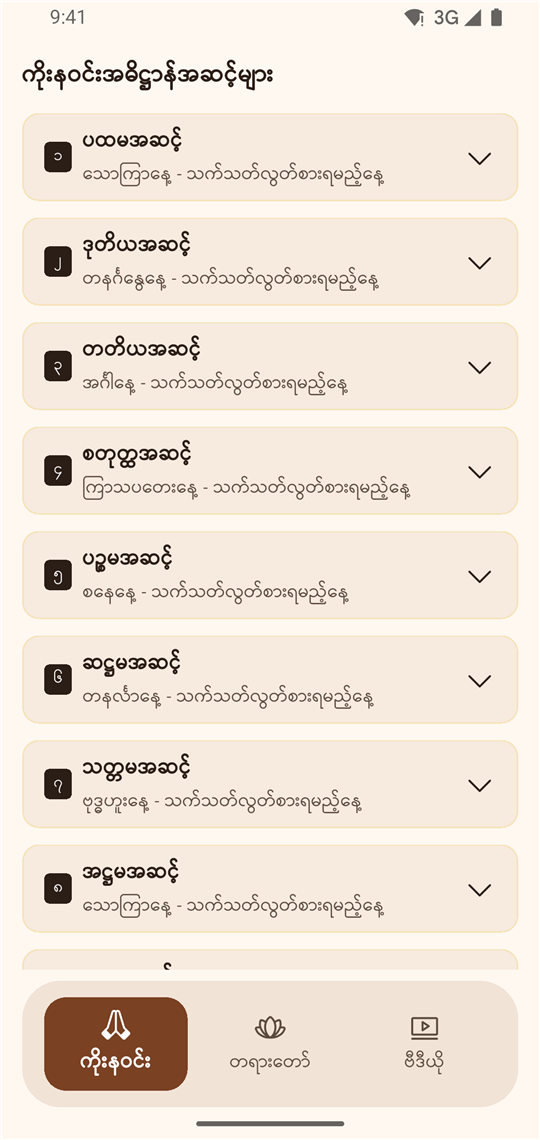 9:41
3G
ကိုးနဝင်းအဓိဋ္ဌာန်အဆင့်များ
၁
ပထမအဆင့်
သောကြာနေ့ - သက်သတ်လွတ်စားရမည့်နေ့
၂
ဒုတိယအဆင့်
တနင်္ဂနွေနေ့ - သက်သတ်လွတ်စားရမည့်နေ့
၃
တတိယအဆင့်
အင်္ဂါနေ့ - သက်သတ်လွတ်စားရမည့်နေ့
၄
စတုတ္ထအဆင့်
ကြာသပတေးနေ့ - သက်သတ်လွတ်စားရမည့်နေ့
၅
ပဉ္စမအဆင့်
စနေနေ့ - သက်သတ်လွတ်စားရမည့်နေ့
၆
ဆဋ္ဌမအဆင့်
တနင်္လာနေ့ - သက်သတ်လွတ်စားရမည့်နေ့
၇
သတ္တမအဆင့်
ဗုဒ္ဓဟူးနေ့ - သက်သတ်လွတ်စားရမည့်နေ့
၈
အဋ္ဌမအဆင့်
သောကြာနေ့ - သက်သတ်လွတ်စားရမည့်နေ့
ကိုးနဝင်း
တရားတော်
ဗီဒီယို